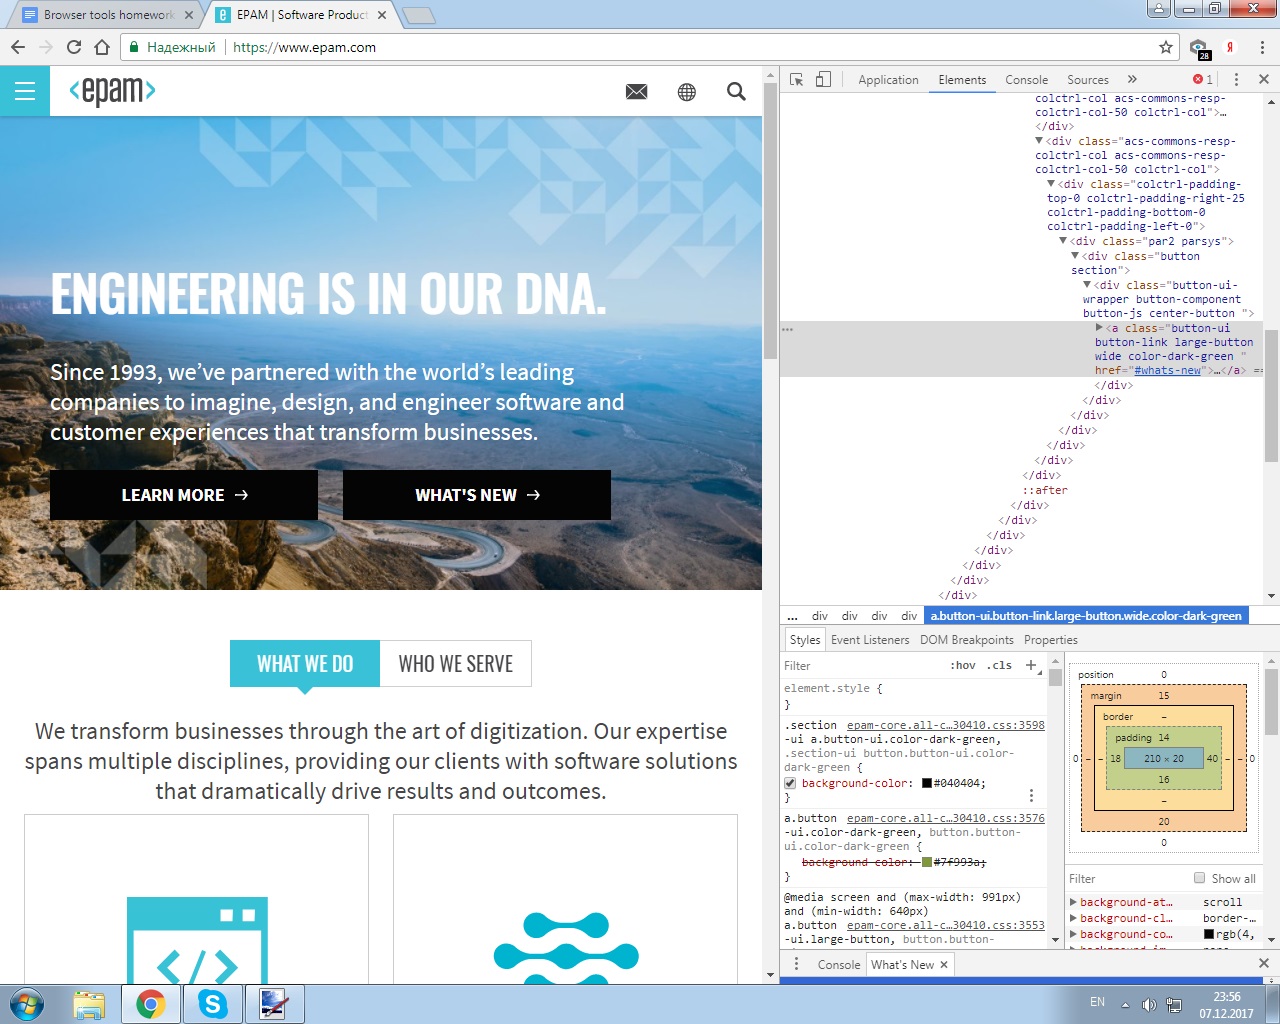 Browser tools homework
EPAM | Software Product
Надежный
https://www.epam.com
28
Я
<epam>
ENGINEERING IS IN OUR DNA.
Since 1993, we’ve partnered with the world’s leading
companies to imagine, design, and engineer software and
customer experiences that transform businesses.
LEARN MORE →
WHAT'S NEW →
WHAT WE DO
WHO WE SERVE
We transform businesses through the art of digitization. Our expertise
spans multiple disciplines, providing our clients with software solutions
that dramatically drive results and outcomes.
</>
Application Elements Console Sources » 1
colctrl-col acs-commons-resp-
colctrl-col-50 colctrl-col">…
</div>
▼<div class="acs-commons-resp-
colctrl-col acs-commons-resp-
colctrl-col-50 colctrl-col">
▼<div class="colctrl-padding-
top-0 colctrl-padding-right-25
colctrl-padding-bottom-0
colctrl-padding-left-0">
▼<div class="par2 parsys">
▼<div class="button
section">
▼<div class="button-ui-
wrapper button-component
button-js center-button ">
… ▶<a class="button-ui
button-link large-button
wide color-dark-green "
href="#whats-new">…</a> ==
</div>
</div>
</div>
</div>
</div>
</div>
</div>
::after
</div>
</div>
</div>
</div>
</div>
</div>
</div>
... div div div div a.button-ui.button-link.large-button.wide.color-dark-green
Styles Event Listeners DOM Breakpoints Properties
Filter :hov .cls +
element.style {
}
.section epam-core.all-c…30410.css:3598
-ui a.button-ui.color-dark-green,
.section-ui button.button-ui.color-
dark-green {
background-color: #040404;
}
a.button epam-core.all-c…30410.css:3576
-ui.color-dark-green, button.button-
ui.color-dark-green {
background-color: #7f993a;
}
@media screen and (max-width: 991px)
and (min-width: 640px)
a.button epam-core.all-c…30410.css:3553
-ui.large-button, button.button-
position 0
margin 15
border –
padding 14
0 – – 18 210 × 20 40 – – 0
16
–
20
0
Filter Show all
▶background-at… scroll
▶background-cl… border-…
▶background-co… rgb(4,
Console What's New ×
EN
23:56
07.12.2017